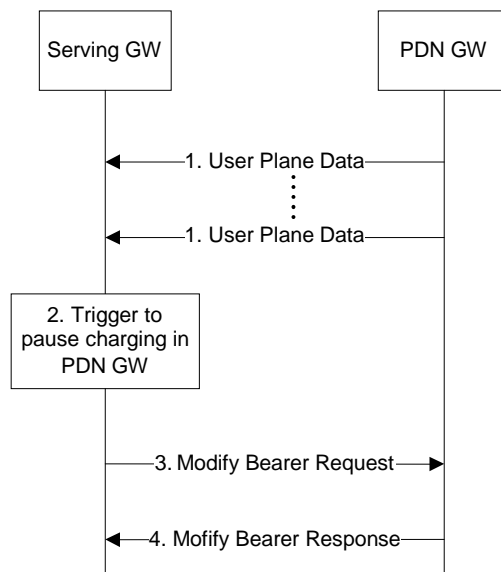 Serving GW
PDN GW
1. User Plane Data
1. User Plane Data
2. Trigger to
pause charging in
PDN GW
3. Modify Bearer Request
4. Mofify Bearer Response